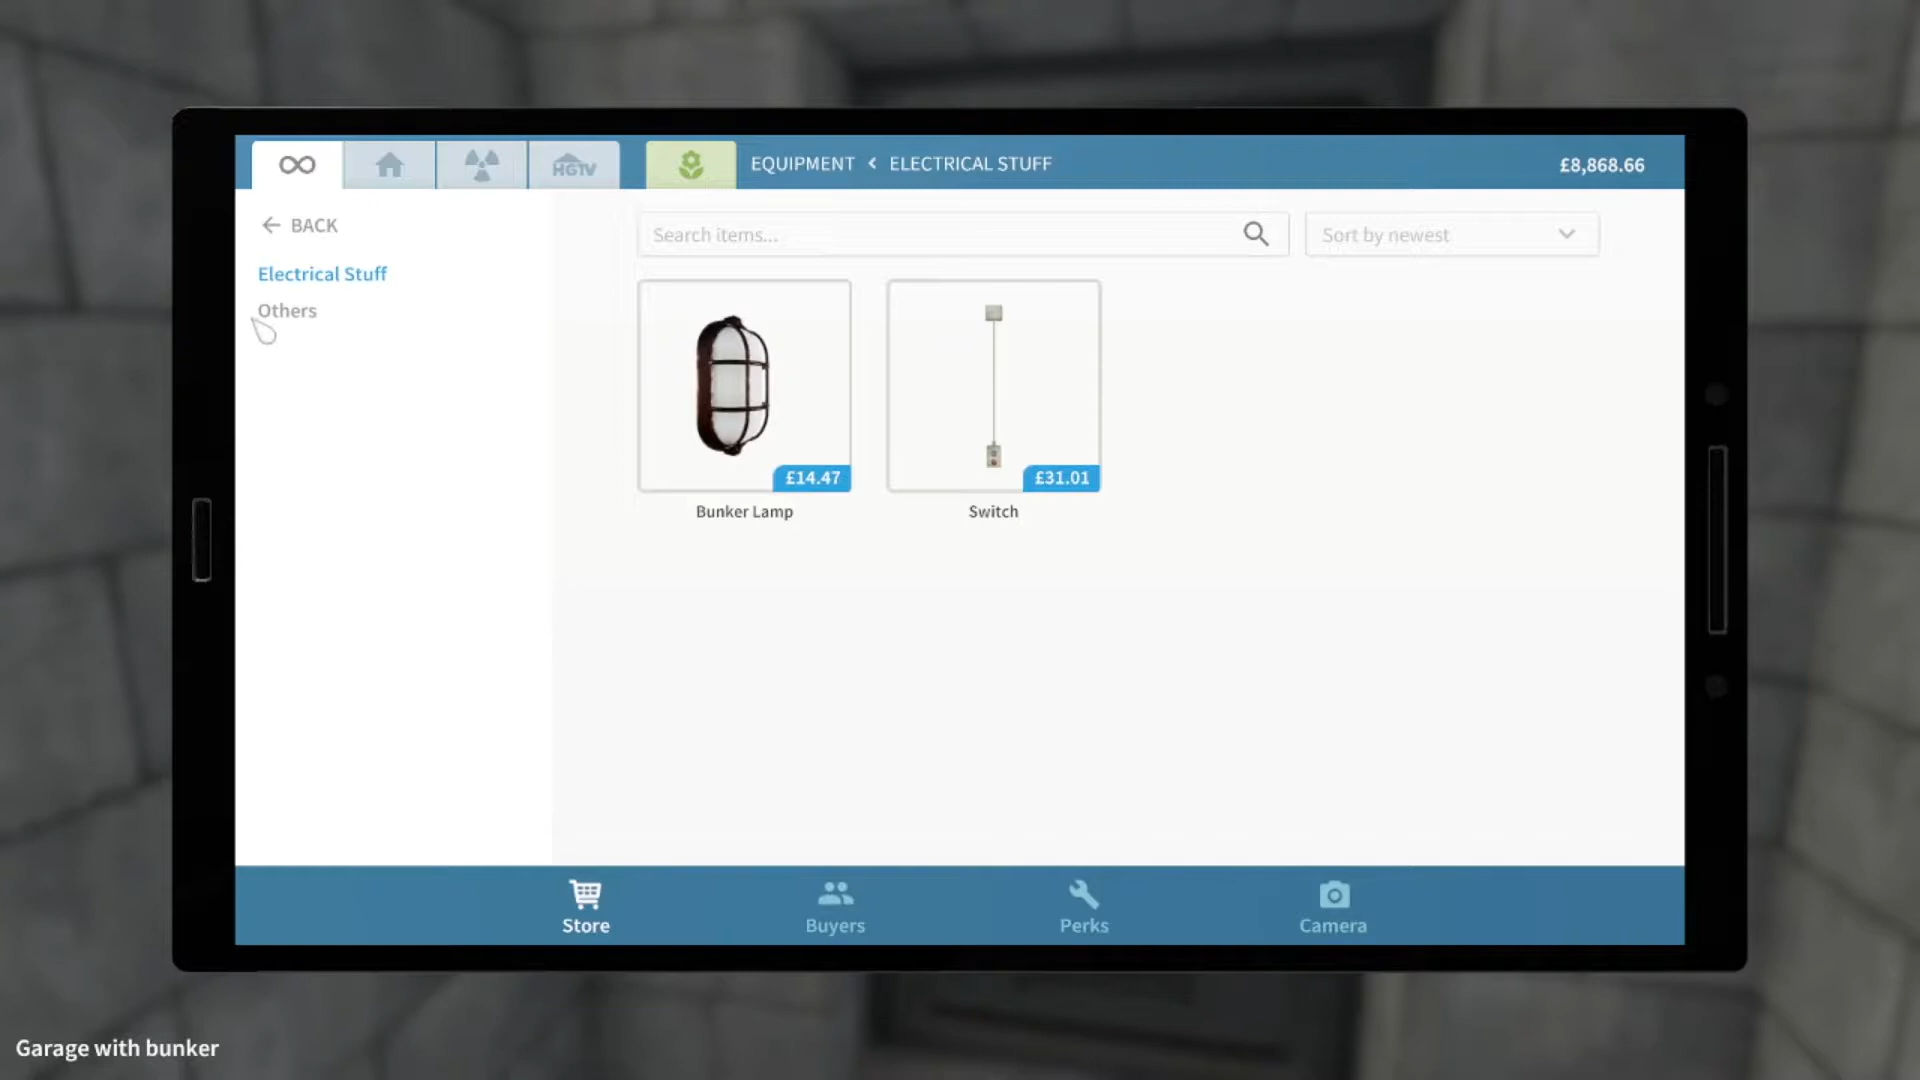 HGTV
EQUIPMENT < ELECTRICAL STUFF
£8,868.66
BACK
Electrical Stuff
Others
Search items...
Sort by newest
£14.47
£31.01
Bunker Lamp
Switch
Store
Buyers
Perks
Camera
Garage with bunker